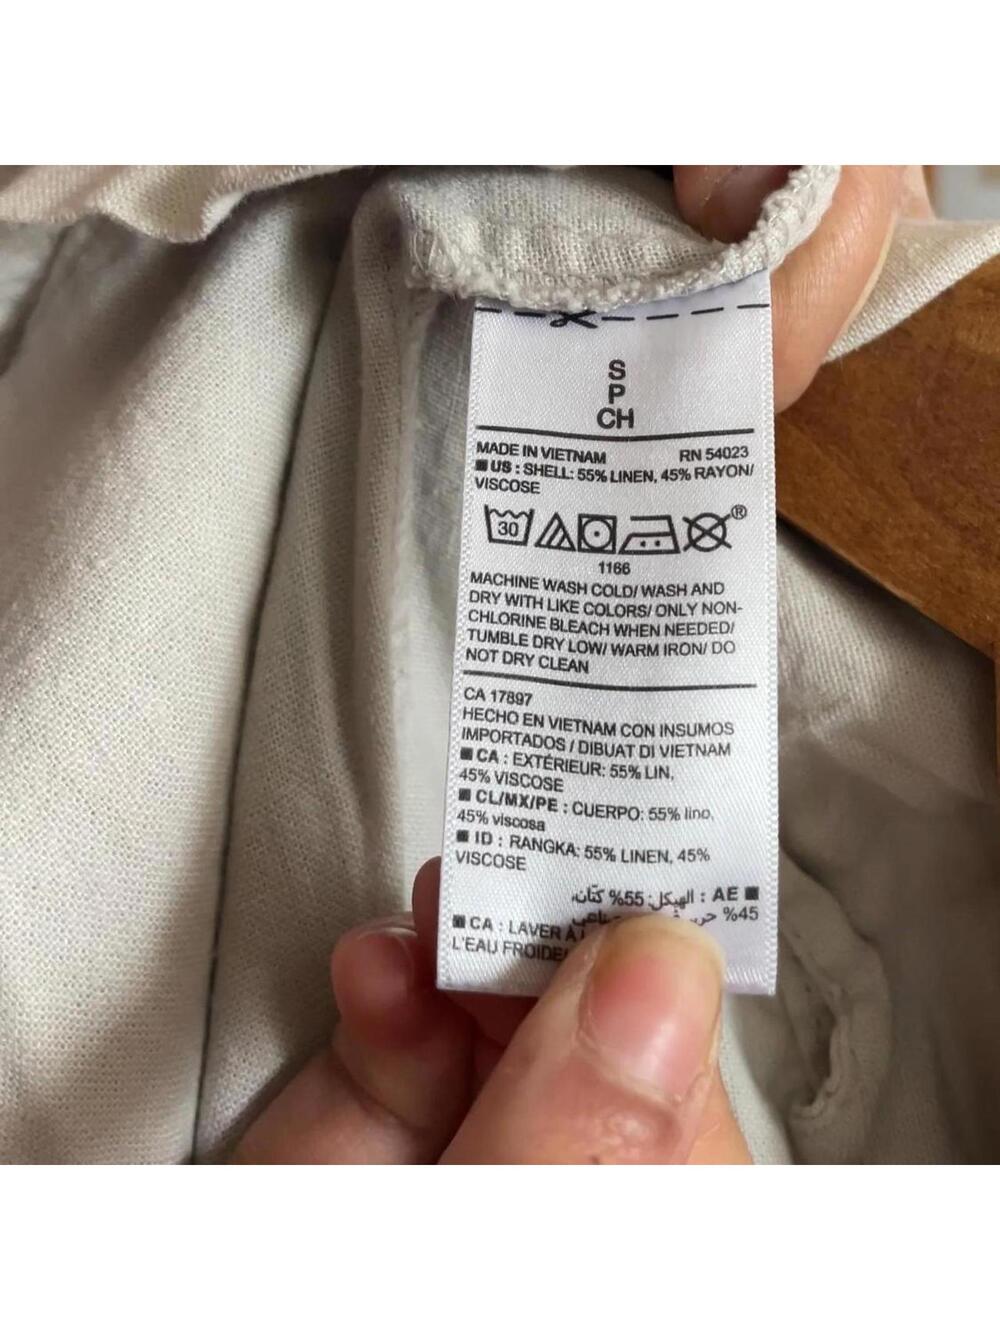 S
P
CH
MADE IN VIETNAM RN 54023
US : SHELL: 55% LINEN, 45% RAYON/
VISCOSE
30
®
1166
MACHINE WASH COLD/ WASH AND
DRY WITH LIKE COLORS/ ONLY NON-
CHLORINE BLEACH WHEN NEEDED/
TUMBLE DRY LOW/ WARM IRON/ DO
NOT DRY CLEAN
CA 17897
HECHO EN VIETNAM CON INSUMOS
IMPORTADOS / DIBUAT DI VIETNAM
CA : EXTÉRIEUR: 55% LIN,
45% VISCOSE
CL/MX/PE : CUERPO: 55% lino,
45% viscosa
ID : RANGKA: 55% LINEN, 45%
VISCOSE
AE : الهيكل: 55% كتّان،
45%
CA : LAVER À
L'EAU FROIDE/